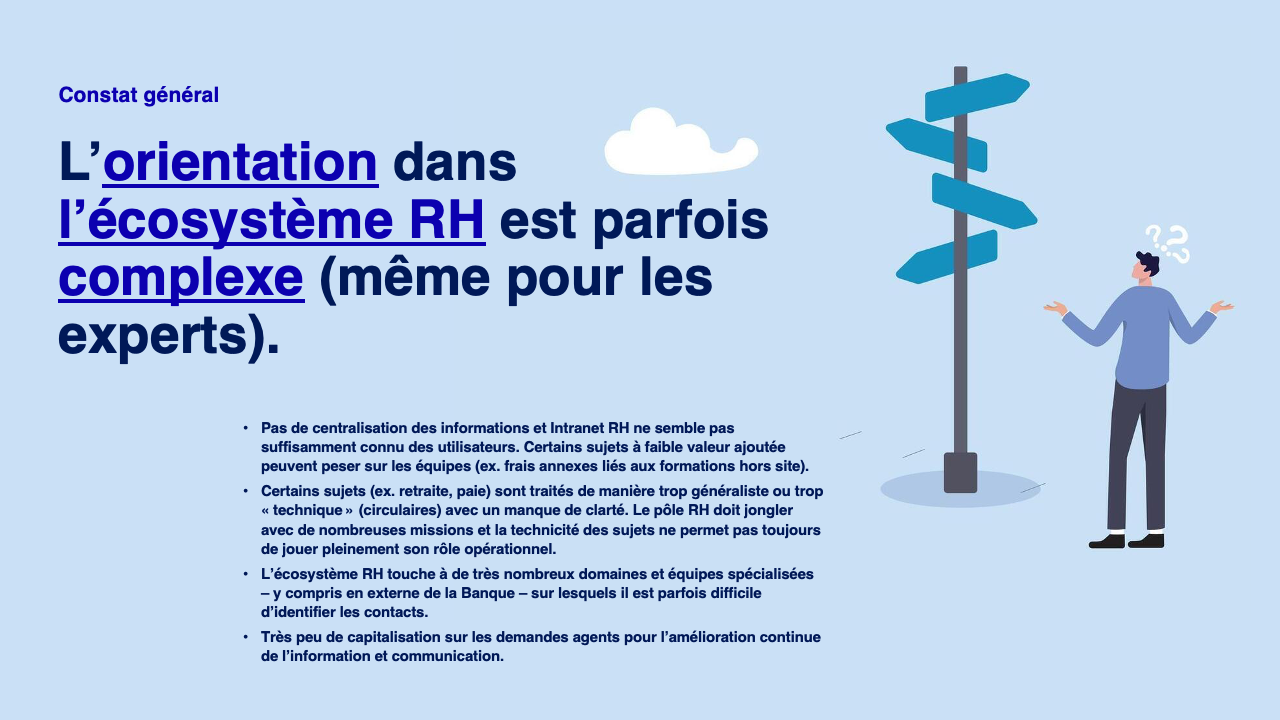 Constat général
L’orientation dans
l’écosystème RH est parfois
complexe (même pour les
experts).
• Pas de centralisation des informations et Intranet RH ne semble pas
suffisamment connu des utilisateurs. Certains sujets à faible valeur ajoutée
peuvent peser sur les équipes (ex. frais annexes liés aux formations hors site).
• Certains sujets (ex. retraite, paie) sont traités de manière trop généraliste ou trop
« technique » (circulaires) avec un manque de clarté. Le pôle RH doit jongler
avec de nombreuses missions et la technicité des sujets ne permet pas toujours
de jouer pleinement son rôle opérationnel.
• L’écosystème RH touche à de très nombreux domaines et équipes spécialisées
– y compris en externe de la Banque – sur lesquels il est parfois difficile
d’identifier les contacts.
• Très peu de capitalisation sur les demandes agents pour l’amélioration continue
de l’information et communication.
??
?